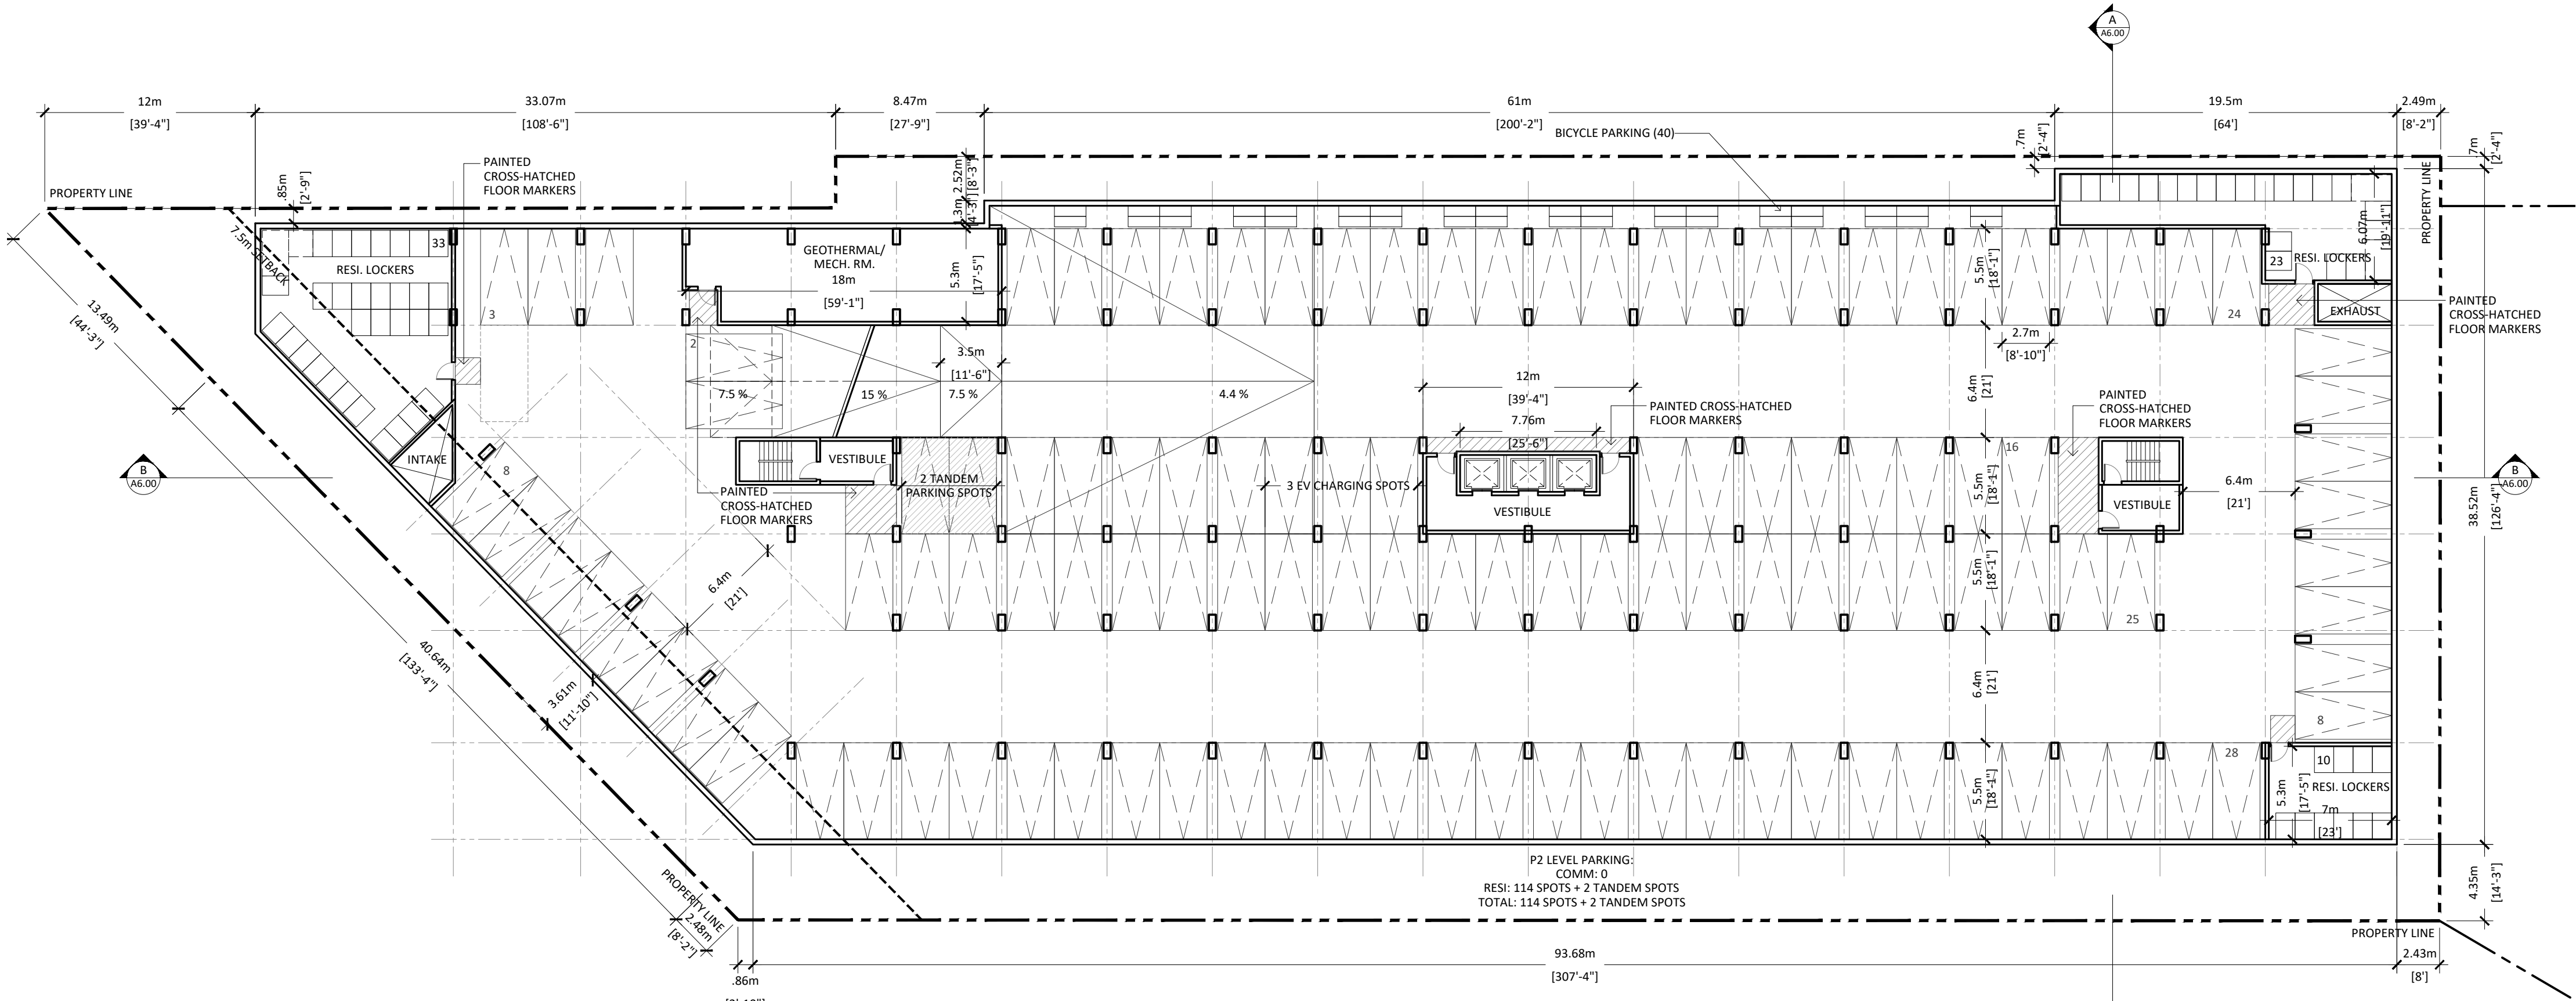 A
A6.00
12m
[39'-4"]
33.07m
[108'-6"]
8.47m
[27'-9"]
61m
[200'-2"]
19.5m
[64']
2.49m
[8'-2"]
BICYCLE PARKING (40)
.7m
[2'-4"]
.7m
[2'-4"]
PROPERTY LINE
.85m
[2'-9"]
PAINTED
CROSS-HATCHED
FLOOR MARKERS
2.52m
[8'-3"]
PROPERTY LINE
7.5m SETBACK
33
RESI. LOCKERS
GEOTHERMAL/
MECH. RM.
18m
[59'-1"]
5.3m
[17'-5"]
5.5m
[18'-1"]
23
RESI. LOCKERS
6.07m
[19'-11"]
EXHAUST
PAINTED
CROSS-HATCHED
FLOOR MARKERS
13.49m
[44'-3"]
3
2
24
3.5m
[11'-6"]
7.5 %
15 %
7.5 %
4.4 %
2.7m
[8'-10"]
6.4m
[21']
12m
[39'-4"]
7.76m
[25'-6"]
PAINTED CROSS-HATCHED
FLOOR MARKERS
PAINTED
CROSS-HATCHED
FLOOR MARKERS
B
A6.00
INTAKE
8
VESTIBULE
2 TANDEM
PARKING SPOTS
3 EV CHARGING SPOTS
VESTIBULE
16
5.5m
[18'-1"]
VESTIBULE
6.4m
[21']
B
A6.00
38.52m
[126'-4"]
PAINTED
CROSS-HATCHED
FLOOR MARKERS
6.4m
[21']
5.5m
[18'-1"]
25
40.64m
[133'-4"]
3.61m
[11'-10"]
6.4m
[21']
8
28
10
RESI. LOCKERS
5.3m
[17'-5"]
7m
[23']
5.5m
[18'-1"]
P2 LEVEL PARKING:
COMM: 0
RESI: 114 SPOTS + 2 TANDEM SPOTS
TOTAL: 114 SPOTS + 2 TANDEM SPOTS
4.35m
[14'-3"]
PROPERTY LINE
2.48m
[8'-2"]
PROPERTY LINE
.86m
93.68m
[307'-4"]
2.43m
[8']